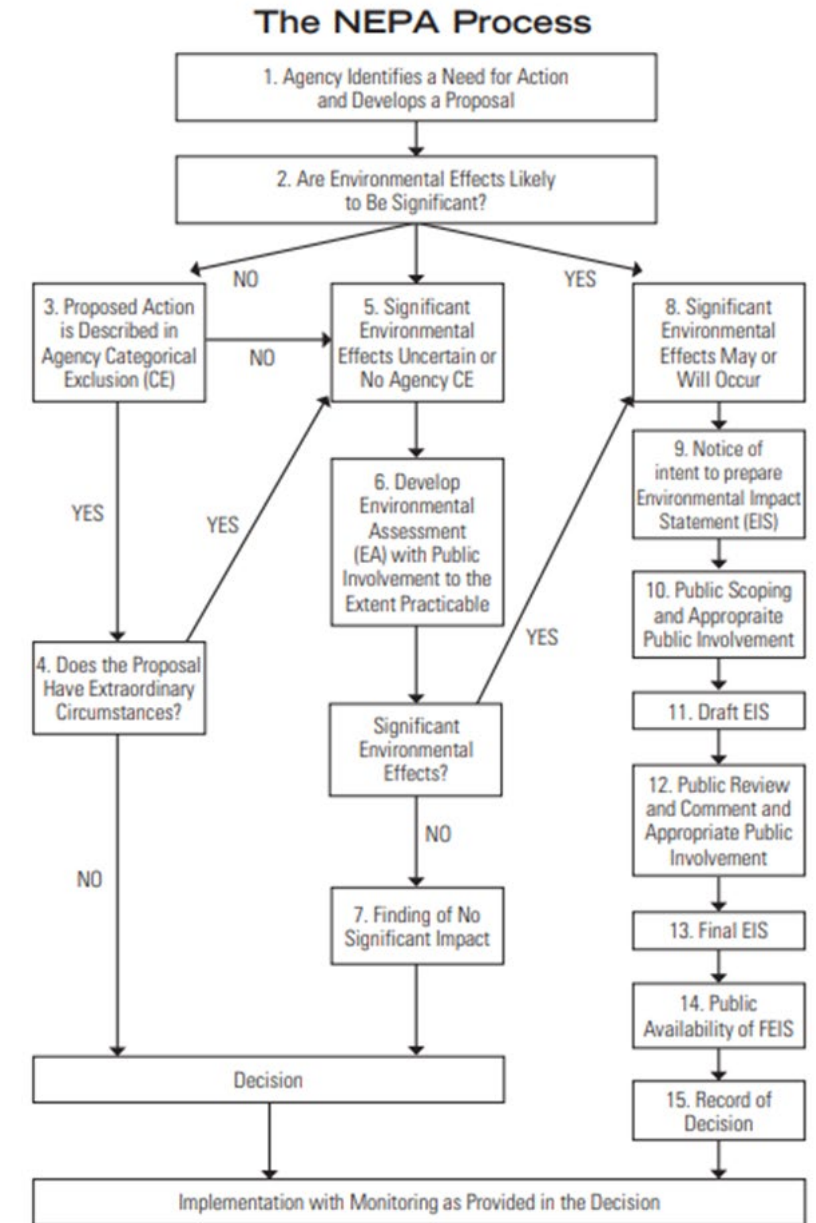 The NEPA Process
1. Agency Identifies a Need for Action
and Develops a Proposal
2. Are Environmental Effects Likely
to Be Significant?
NO
YES
3. Proposed Action
is Described in
Agency Categorical
Exclusion (CE)
NO
5. Significant
Environmental
Effects Uncertain or
No Agency CE
8. Significant
Environmental
Effects May or
Will Occur
YES
YES
6. Develop
Environmental
Assessment
(EA) with Public
Involvement to the
Extent Practicable
9. Notice of
intent to prepare
Environmental Impact
Statement (EIS)
10. Public Scoping
and Appropraite
Public Involvement
YES
4. Does the Proposal
Have Extraordinary
Circumstances?
Significant
Environmental
Effects?
11. Draft EIS
12. Public Review
and Comment and
Appropriate Public
Involvement
NO
NO
7. Finding of No
Significant Impact
13. Final EIS
14. Public
Availability of FEIS
Decision
15. Record of
Decision
Implementation with Monitoring as Provided in the Decision